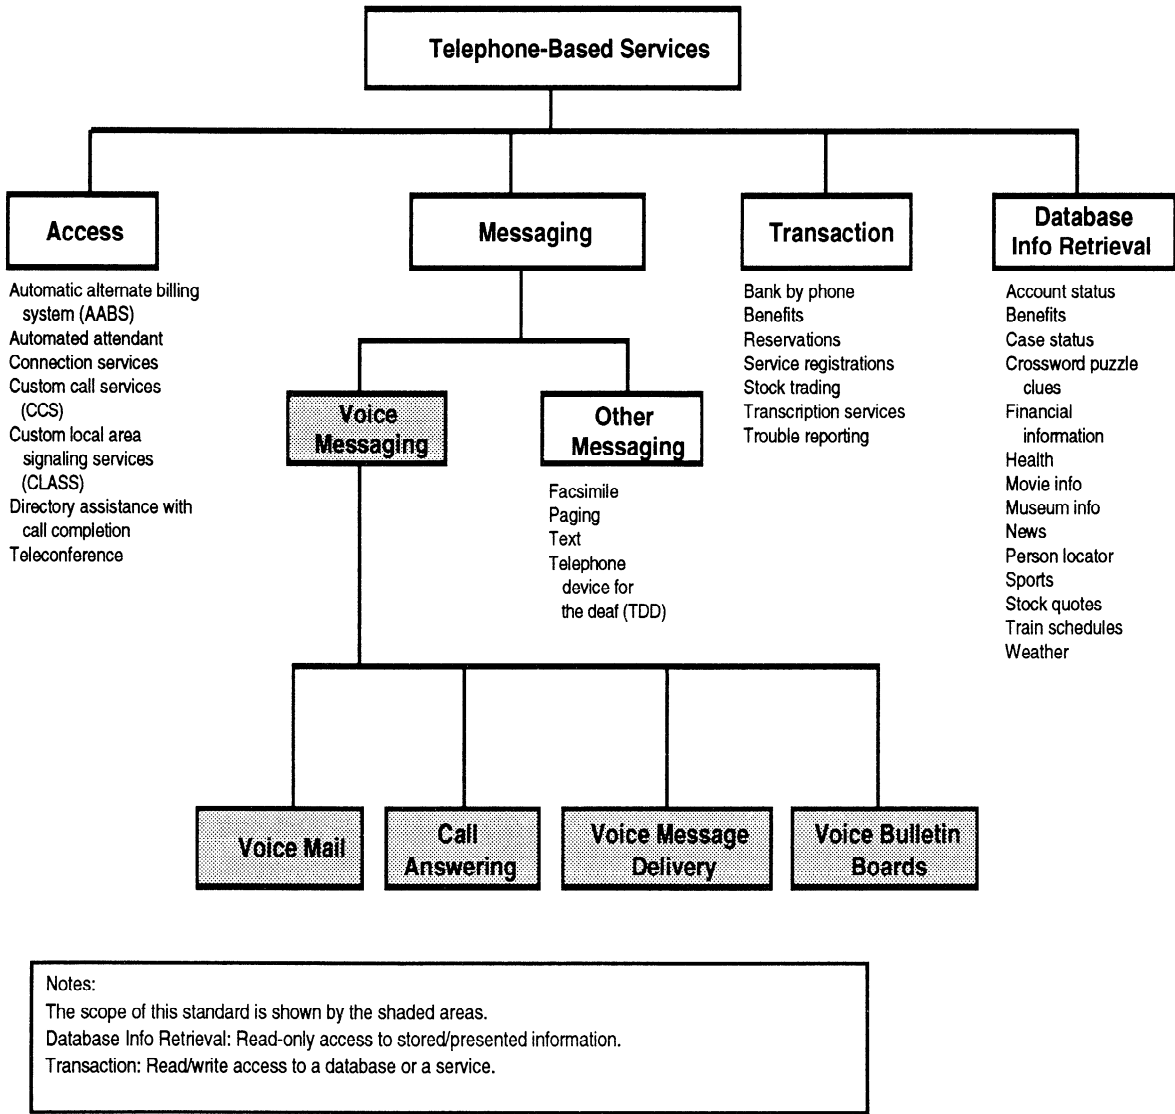 Telephone-Based Services
Access
Automatic alternate billing
system (AABS)
Automated attendant
Connection services
Custom call services
(CCS)
Custom local area
signaling services
(CLASS)
Directory assistance with
call completion
Teleconference
Messaging
Voice
Messaging
Other
Messaging
Facsimile
Paging
Text
Telephone
device for
the deaf (TDD)
Transaction
Bank by phone
Benefits
Reservations
Service registrations
Stock trading
Transcription services
Trouble reporting
Database
Info Retrieval
Account status
Benefits
Case status
Crossword puzzle
clues
Financial
information
Health
Movie info
Museum info
News
Person locator
Sports
Stock quotes
Train schedules
Weather
Voice Mail
Call
Answering
Voice Message
Delivery
Voice Bulletin
Boards
Notes:
The scope of this standard is shown by the shaded areas.
Database Info Retrieval: Read-only access to stored/presented information.
Transaction: Read/write access to a database or a service.